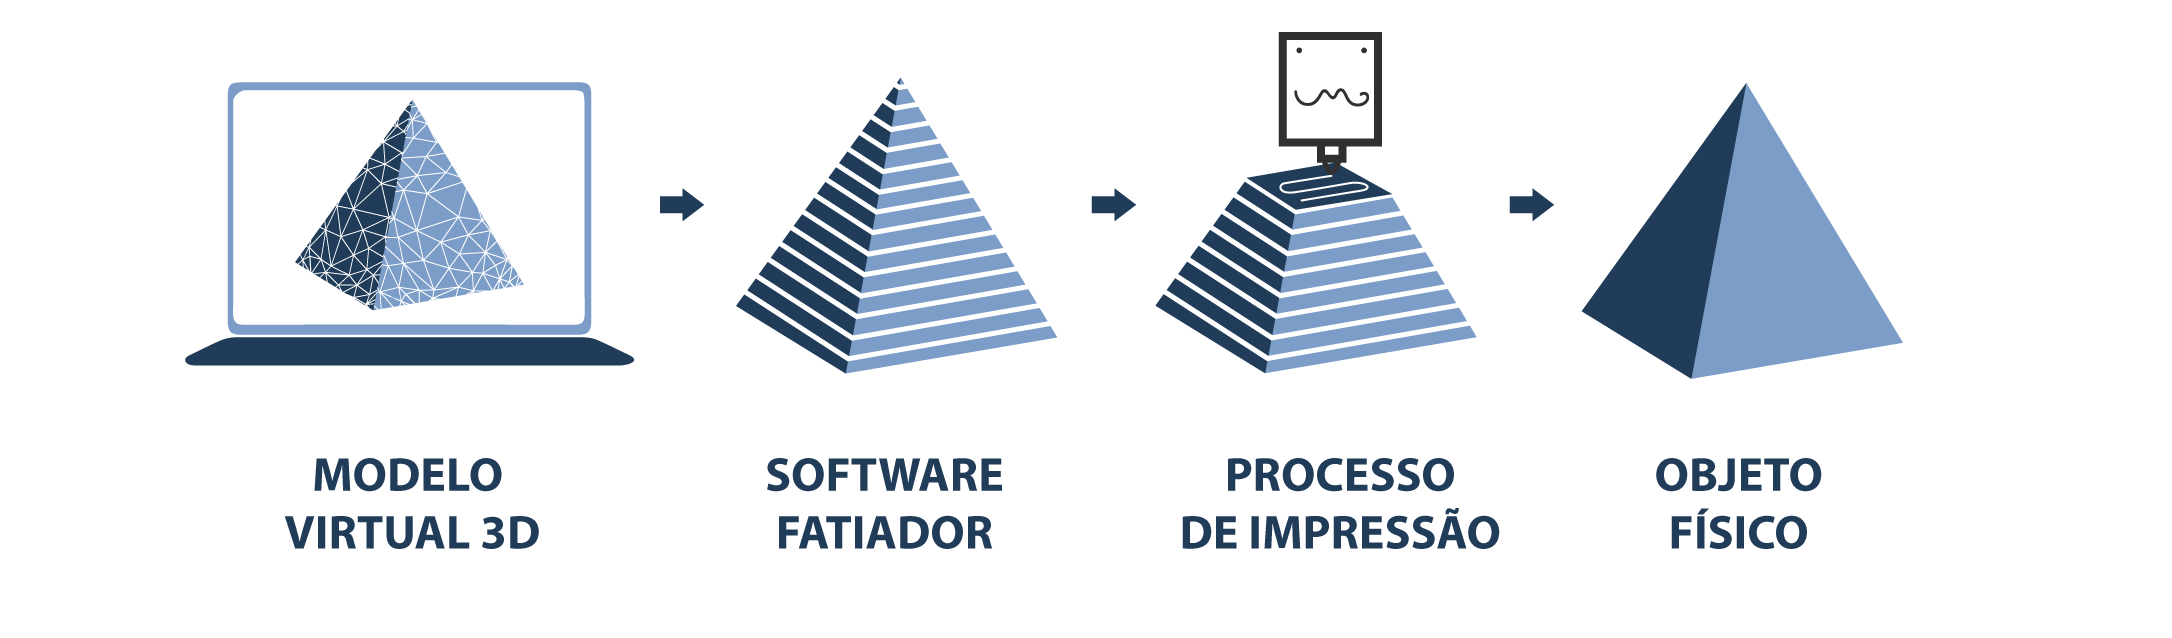 MODELO
VIRTUAL 3D
SOFTWARE
FATIADOR
PROCESSO
DE IMPRESSÃO
OBJETO
FÍSICO